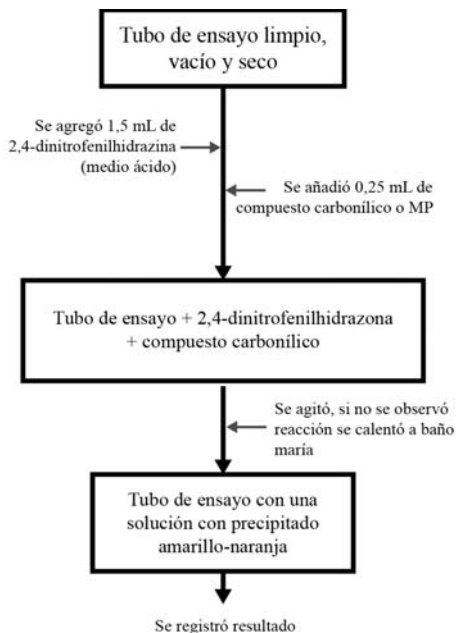 Tubo de ensayo limpio,
vacío y seco
Se agregó 1,5 mL de
2,4-dinitrofenilhidrazina
(medio ácido)
Se añadió 0,25 mL de
compuesto carbonílico o MP
Tubo de ensayo + 2,4-dinitrofenilhidrazona
+ compuesto carbonílico
Se agitó, si no se observó
reacción se calentó a baño
maría
Tubo de ensayo con una
solución con precipitado
amarillo-naranja
Se registró resultado